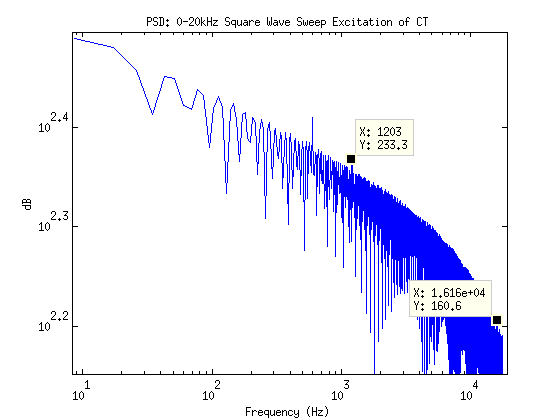 PSD: 0-20kHz Square Wave Sweep Excitation of CT
dB
10^2.4
10^2.3
10^2.2
X: 1203
Y: 233.3
X: 1.616e+04
Y: 160.6
10^1
10^2
10^3
10^4
Frequency (Hz)